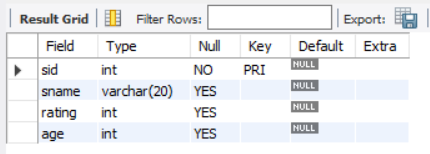 Result Grid Filter Rows: Export:
Field Type Null Key Default Extra
sid int NO PRI NULL
sname varchar(20) YES NULL
rating int YES NULL
age int YES NULL